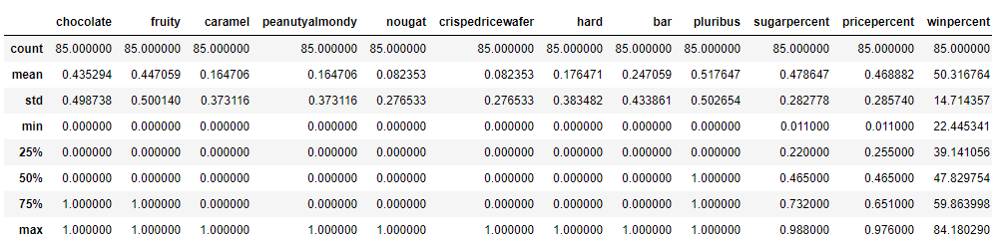 chocolate fruity caramel peanutyalmondy nougat crispedricewafer hard bar pluribus sugarpercent pricepercent winpercent
count 85.000000 85.000000 85.000000 85.000000 85.000000 85.000000 85.000000 85.000000 85.000000 85.000000 85.000000 85.000000
mean 0.435294 0.447059 0.164706 0.164706 0.082353 0.082353 0.176471 0.247059 0.517647 0.478647 0.468882 50.316764
std 0.498738 0.500140 0.373116 0.373116 0.276533 0.276533 0.383482 0.433861 0.502654 0.282778 0.285740 14.714357
min 0.000000 0.000000 0.000000 0.000000 0.000000 0.000000 0.000000 0.000000 0.000000 0.011000 0.011000 22.445341
25% 0.000000 0.000000 0.000000 0.000000 0.000000 0.000000 0.000000 0.000000 0.000000 0.220000 0.255000 39.141056
50% 0.000000 0.000000 0.000000 0.000000 0.000000 0.000000 0.000000 0.000000 1.000000 0.465000 0.465000 47.829754
75% 1.000000 1.000000 0.000000 0.000000 0.000000 0.000000 0.000000 0.000000 1.000000 0.732000 0.651000 59.863998
max 1.000000 1.000000 1.000000 1.000000 1.000000 1.000000 1.000000 1.000000 1.000000 0.988000 0.976000 84.180290